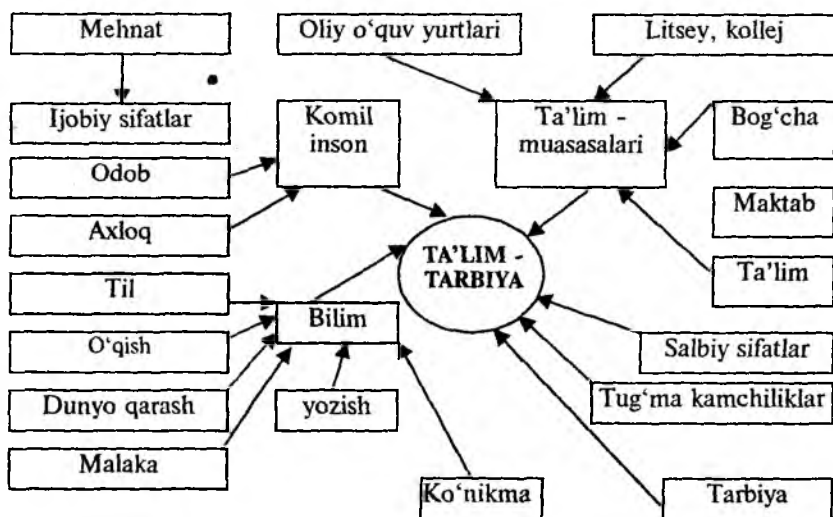 Mehnat
Oliy o‘quv yurtlari
Litsey, kollej
Ijobiy sifatlar
Komil
inson
Ta’lim -
muasasalari
Bog‘cha
Odob
Axloq
Maktab
TA’LIM -
TARBIYA
Ta’lim
Til
Bilim
O‘qish
Salbiy sifatlar
Dunyo qarash
yozish
Tug‘ma kamchiliklar
Malaka
Ko‘nikma
Tarbiya